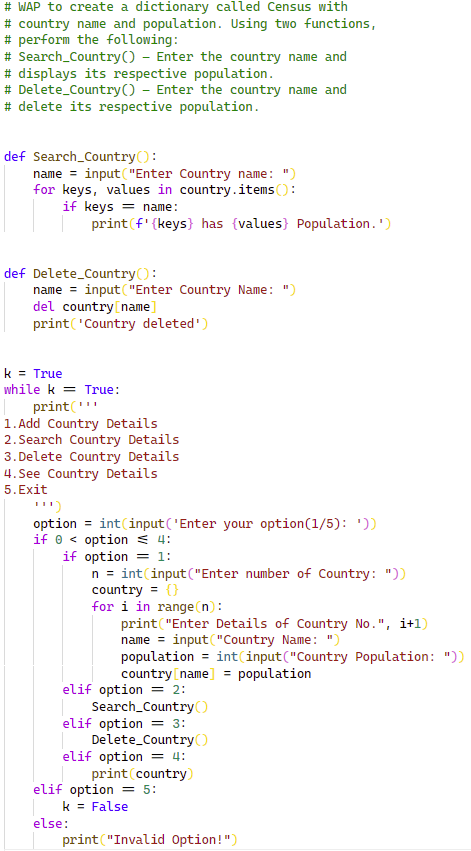 # WAP to create a dictionary called Census with
# country name and population. Using two functions,
# perform the following:
# Search_Country() – Enter the country name and
# displays its respective population.
# Delete_Country() – Enter the country name and
# delete its respective population.
def Search_Country():
    name = input("Enter Country name: ")
    for keys, values in country.items():
        if keys == name:
            print(f'{keys} has {values} Population.')
def Delete_Country():
    name = input("Enter Country Name: ")
    del country[name]
    print('Country deleted')
k = True
while k == True:
    print('''
1.Add Country Details
2.Search Country Details
3.Delete Country Details
4.See Country Details
5.Exit
    ''')
    option = int(input('Enter your option(1/5): '))
    if 0 < option <= 4:
        if option == 1:
            n = int(input("Enter number of Country: "))
            country = {}
            for i in range(n):
                print("Enter Details of Country No.", i+1)
                name = input("Country Name: ")
                population = int(input("Country Population: "))
                country[name] = population
        elif option == 2:
            Search_Country()
        elif option == 3:
            Delete_Country()
        elif option == 4:
            print(country)
    elif option == 5:
        k = False
    else:
        print("Invalid Option!")